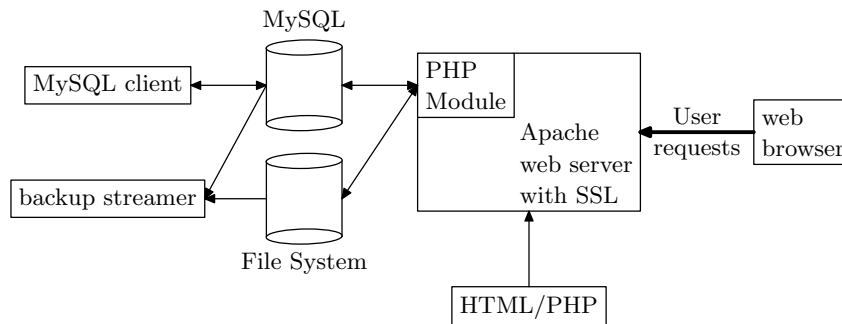 MySQL
MySQL client
PHP
Module
User
requests
web
browser
Apache
web server
with SSL
backup streamer
File System
HTML/PHP